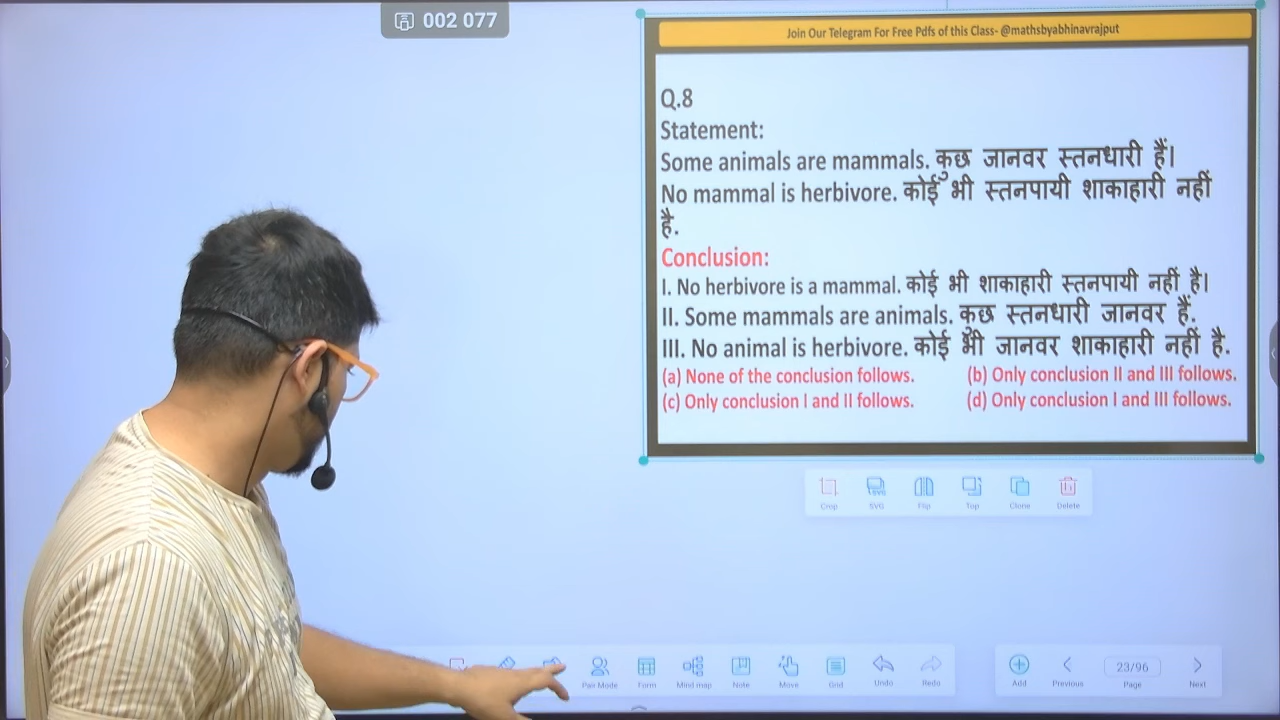 002 077
Join Our Telegram For Free Pdfs of this Class- @mathsbyabhinavrajput
Q.8
Statement:
Some animals are mammals. कुछ जानवर स्तनधारी हैं।
No mammal is herbivore. कोई भी स्तनपायी शाकाहारी नहीं
है.
Conclusion:
I. No herbivore is a mammal. कोई भी शाकाहारी स्तनपायी नहीं है।
II. Some mammals are animals. कुछ स्तनधारी जानवर हैं.
III. No animal is herbivore. कोई भी जानवर शाकाहारी नहीं है.
(a) None of the conclusion follows. (b) Only conclusion II and III follows.
(c) Only conclusion I and II follows. (d) Only conclusion I and III follows.
Crop SVG Flip Top Clone Delete
Pair Mode Form Mind map Note Move Grid Undo Redo Add Previous 23/96 Page Next